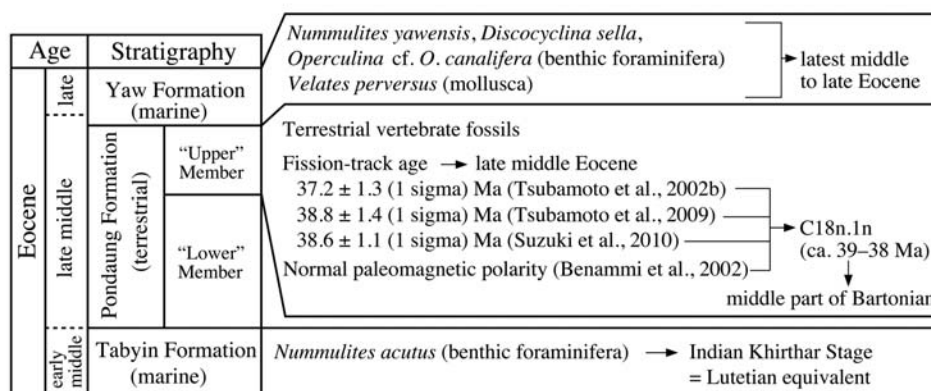 Age
Stratigraphy
Eocene
late
late middle
early
middle
Yaw Formation
(marine)
Pondaung Formation
(terrestrial)
“Upper”
Member
“Lower”
Member
Tabyin Formation
(marine)
Nummulites yawensis, Discocyclina sella,
Operculina cf. O. canalifera (benthic foraminifera)
Velates perversus (mollusca)
latest middle
to late Eocene
Terrestrial vertebrate fossils
Fission-track age → late middle Eocene
37.2 ± 1.3 (1 sigma) Ma (Tsubamoto et al., 2002b)
38.8 ± 1.4 (1 sigma) Ma (Tsubamoto et al., 2009)
38.6 ± 1.1 (1 sigma) Ma (Suzuki et al., 2010)
Normal paleomagnetic polarity (Benammi et al., 2002)
C18n.1n
(ca. 39–38 Ma)
middle part of Bartonian
Nummulites acutus (benthic foraminifera) → Indian Khirthar Stage
= Lutetian equivalent